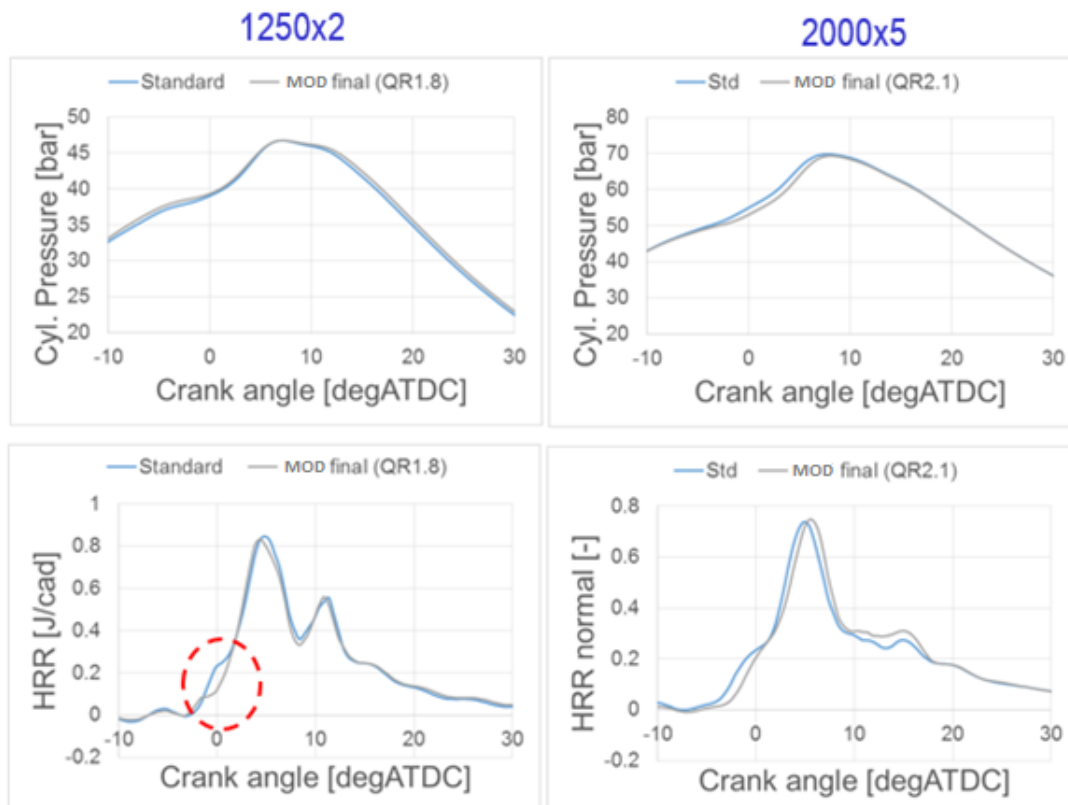 1250x2
2000x5
Standard MOD final (QR1.8)
50
45
40
35
30
25
20
-10 0 10 20 30
Cyl. Pressure [bar]
Crank angle [degATDC]
Std MOD final (QR2.1)
80
70
60
50
40
30
20
-10 0 10 20 30
Cyl. Pressure [bar]
Crank angle [degATDC]
Standard MOD final (QR1.8)
1
0.8
0.6
0.4
0.2
0
-0.2
-10 0 10 20 30
HRR [J/cad]
Crank angle [degATDC]
Std MOD final (QR2.1)
0.8
0.6
0.4
0.2
0
-0.2
-10 0 10 20 30
HRR normal [-]
Crank angle [degATDC]